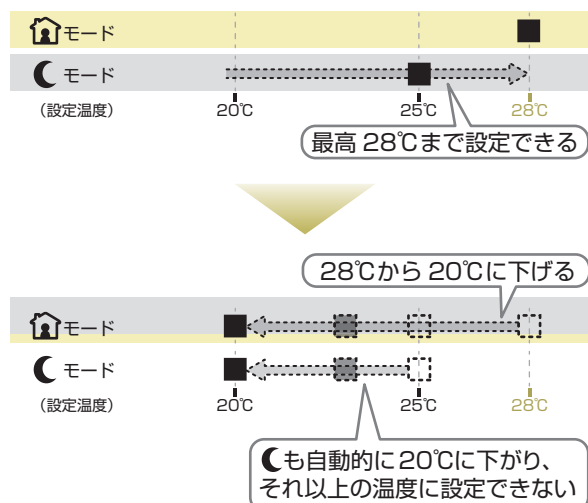 モード
モード
(設定温度) 20℃ 25℃ 28℃
最高 28℃まで設定できる
28℃から 20℃に下げる
モード
モード
(設定温度) 20℃ 25℃ 28℃
も自動的に20℃に下がり、
それ以上の温度に設定できない